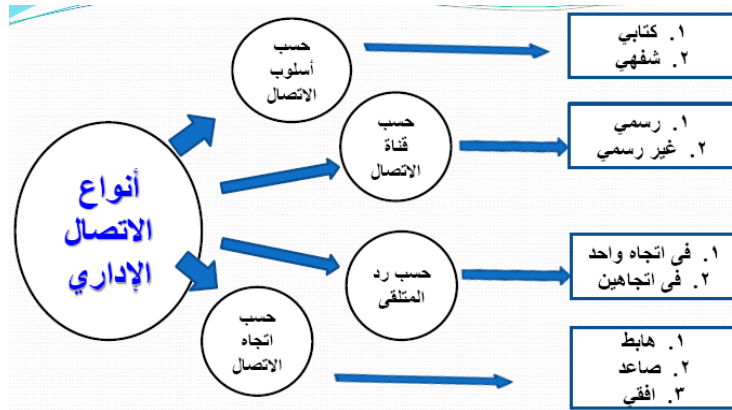 أنواع
الاتصال
الإداري
حسب
أسلوب
الاتصال
١. كتابي
٢. شفهي
حسب
قناة
الاتصال
١. رسمي
٢. غير رسمي
حسب رد
المتلقى
١. فى اتجاه واحد
٢. فى اتجاهين
حسب
اتجاه
الاتصال
١. هابط
٢. صاعد
٣. افقي